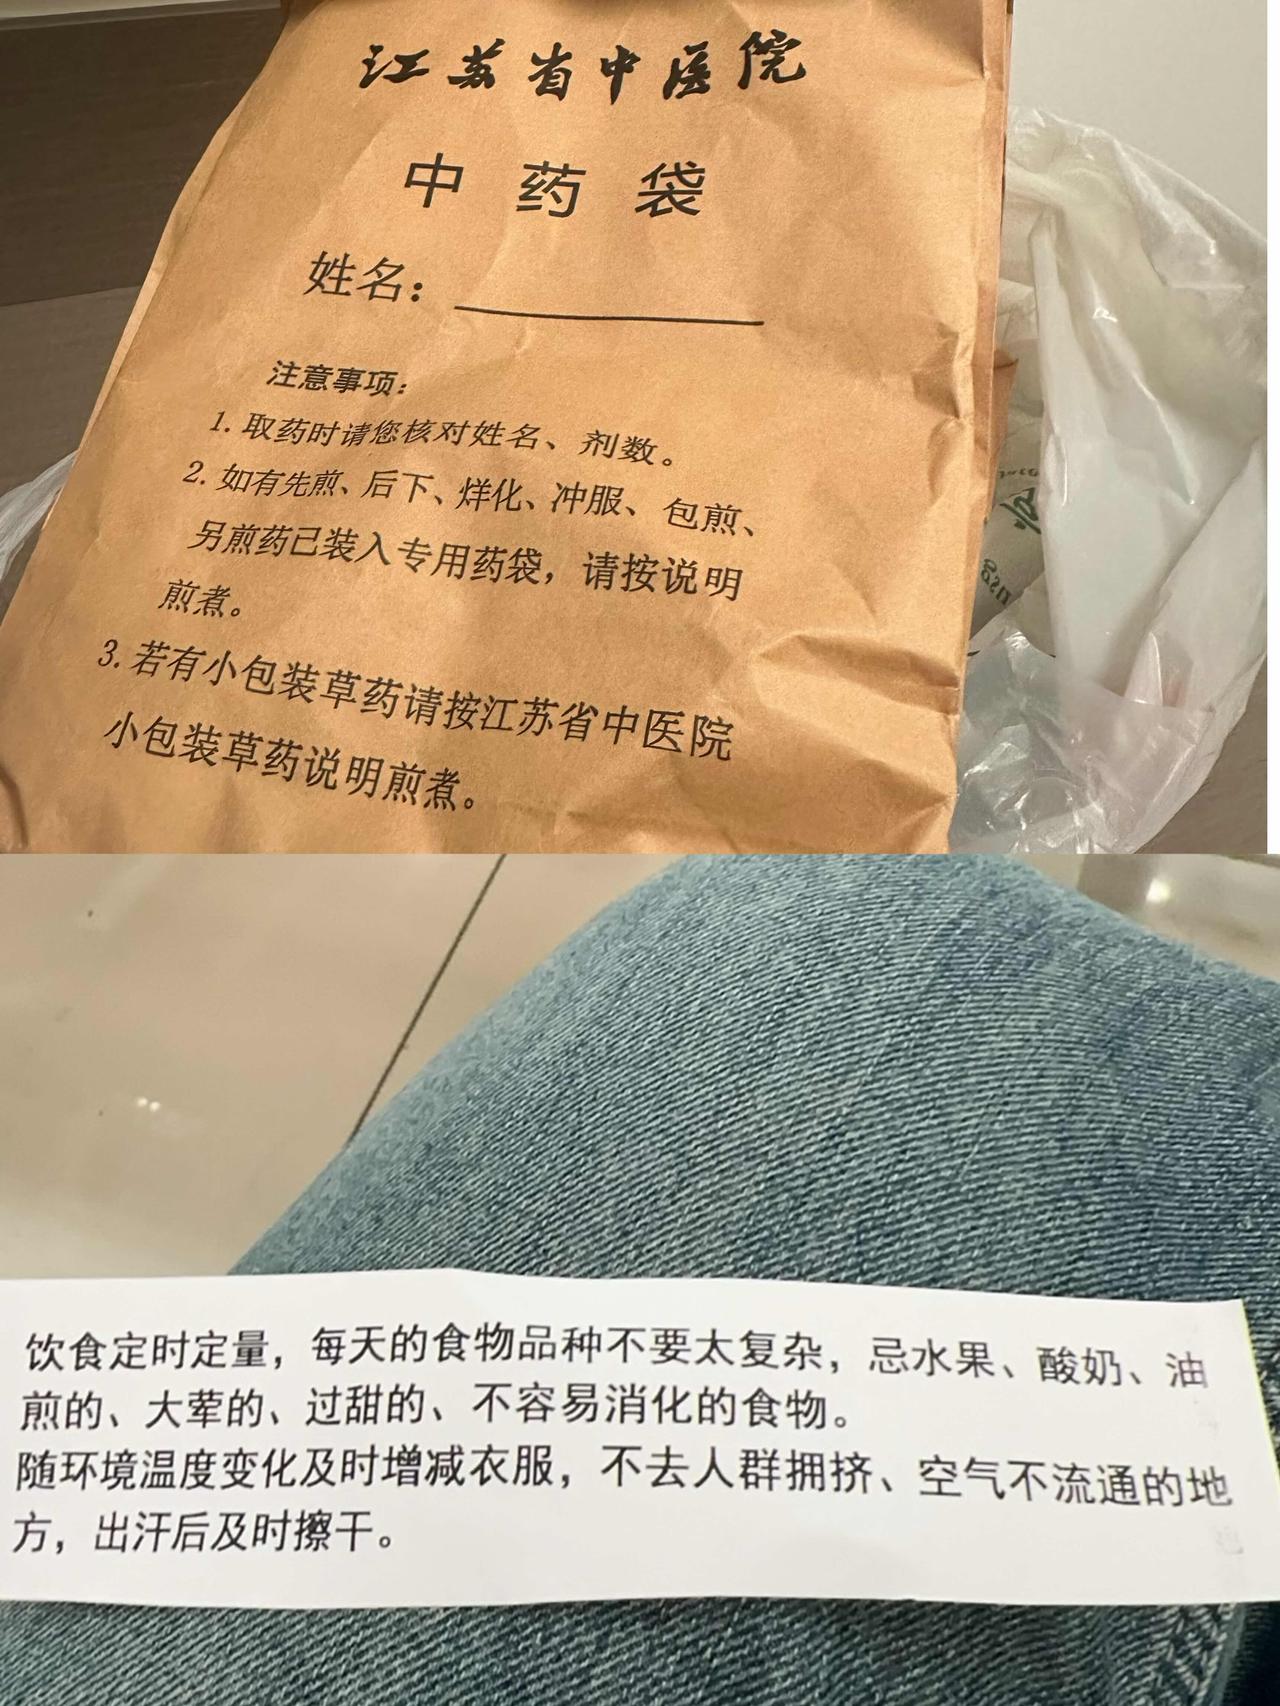 江苏省中医院
中药袋
姓名：
注意事项：
1. 取药时请您核对姓名、剂数。
2. 如有先煎、后下、烊化、冲服、包煎、
另煎药己装入专用药袋，请按说明
煎煮。
3. 若有小包装草药请按江苏省中医院
小包装草药说明煎煮。
饮食定时定量，每天的食物品种不要太复杂，忌水果、酸奶、油
煎的、大荤的、过甜的、不容易消化的食物。
随环境温度变化及时增减衣服，不去人群拥挤、空气不流通的地
方，出汗后及时擦干。